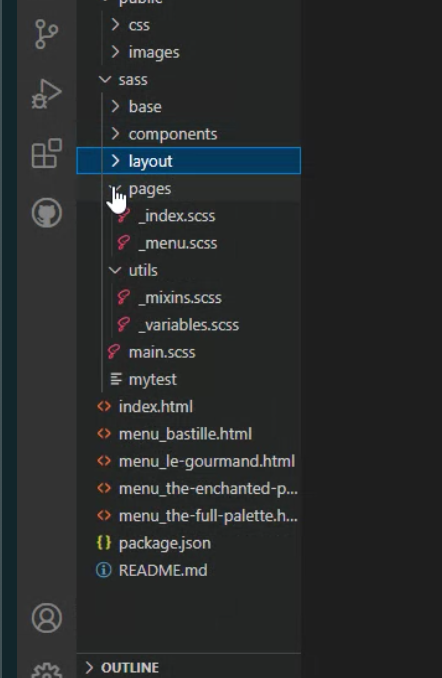 public
css
images
sass
base
components
layout
pages
_index.scss
_menu.scss
utils
_mixins.scss
_variables.scss
main.scss
mytest
index.html
menu_bastille.html
menu_le-gourmand.html
menu_the-enchanted-p...
menu_the-full-palette.h...
package.json
README.md
OUTLINE